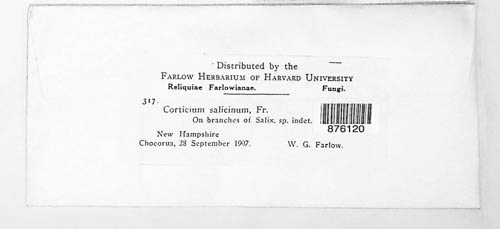 Distributed by the
FARLOW HERBARIUM OF HARVARD UNIVERSITY
Reliquiae Farlowianae. Fungi.
317.
Corticium salicinum, Fr.
On branches of Salix, sp. indet.
876120
New Hampshire
Chocorua, 28 September 1907. W. G. Farlow.